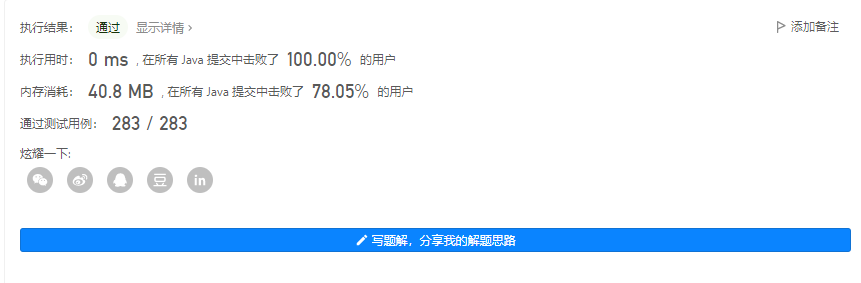 执行结果： 通过 显示详情 › 添加备注
执行用时： 0 ms , 在所有 Java 提交中击败了 100.00% 的用户
内存消耗： 40.8 MB , 在所有 Java 提交中击败了 78.05% 的用户
通过测试用例： 283 / 283
炫耀一下:
豆 in
写题解，分享我的解题思路